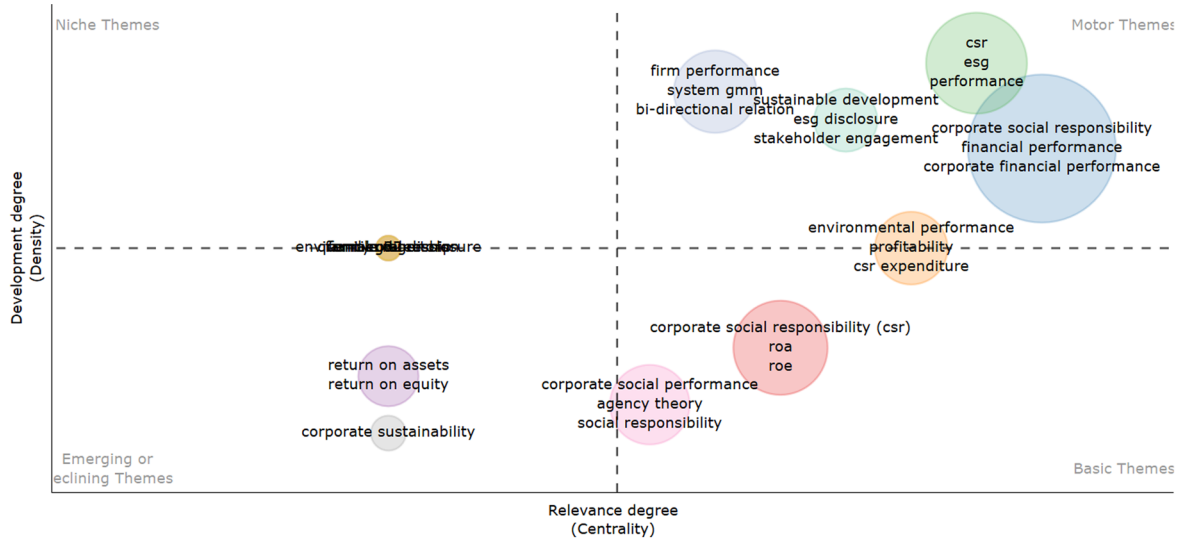 Niche Themes
Motor Themes
csr
esg
performance
firm performance
system gmm
bi-directional relation
sustainable development
esg disclosure
stakeholder engagement
corporate social responsibility
financial performance
corporate financial performance
environmental performance
profitability
csr expenditure
corporate social responsibility (csr)
roa
roe
return on assets
return on equity
corporate social performance
agency theory
social responsibility
corporate sustainability
Emerging or
eclining Themes
Basic Themes
Development degree
(Density)
Relevance degree
(Centrality)